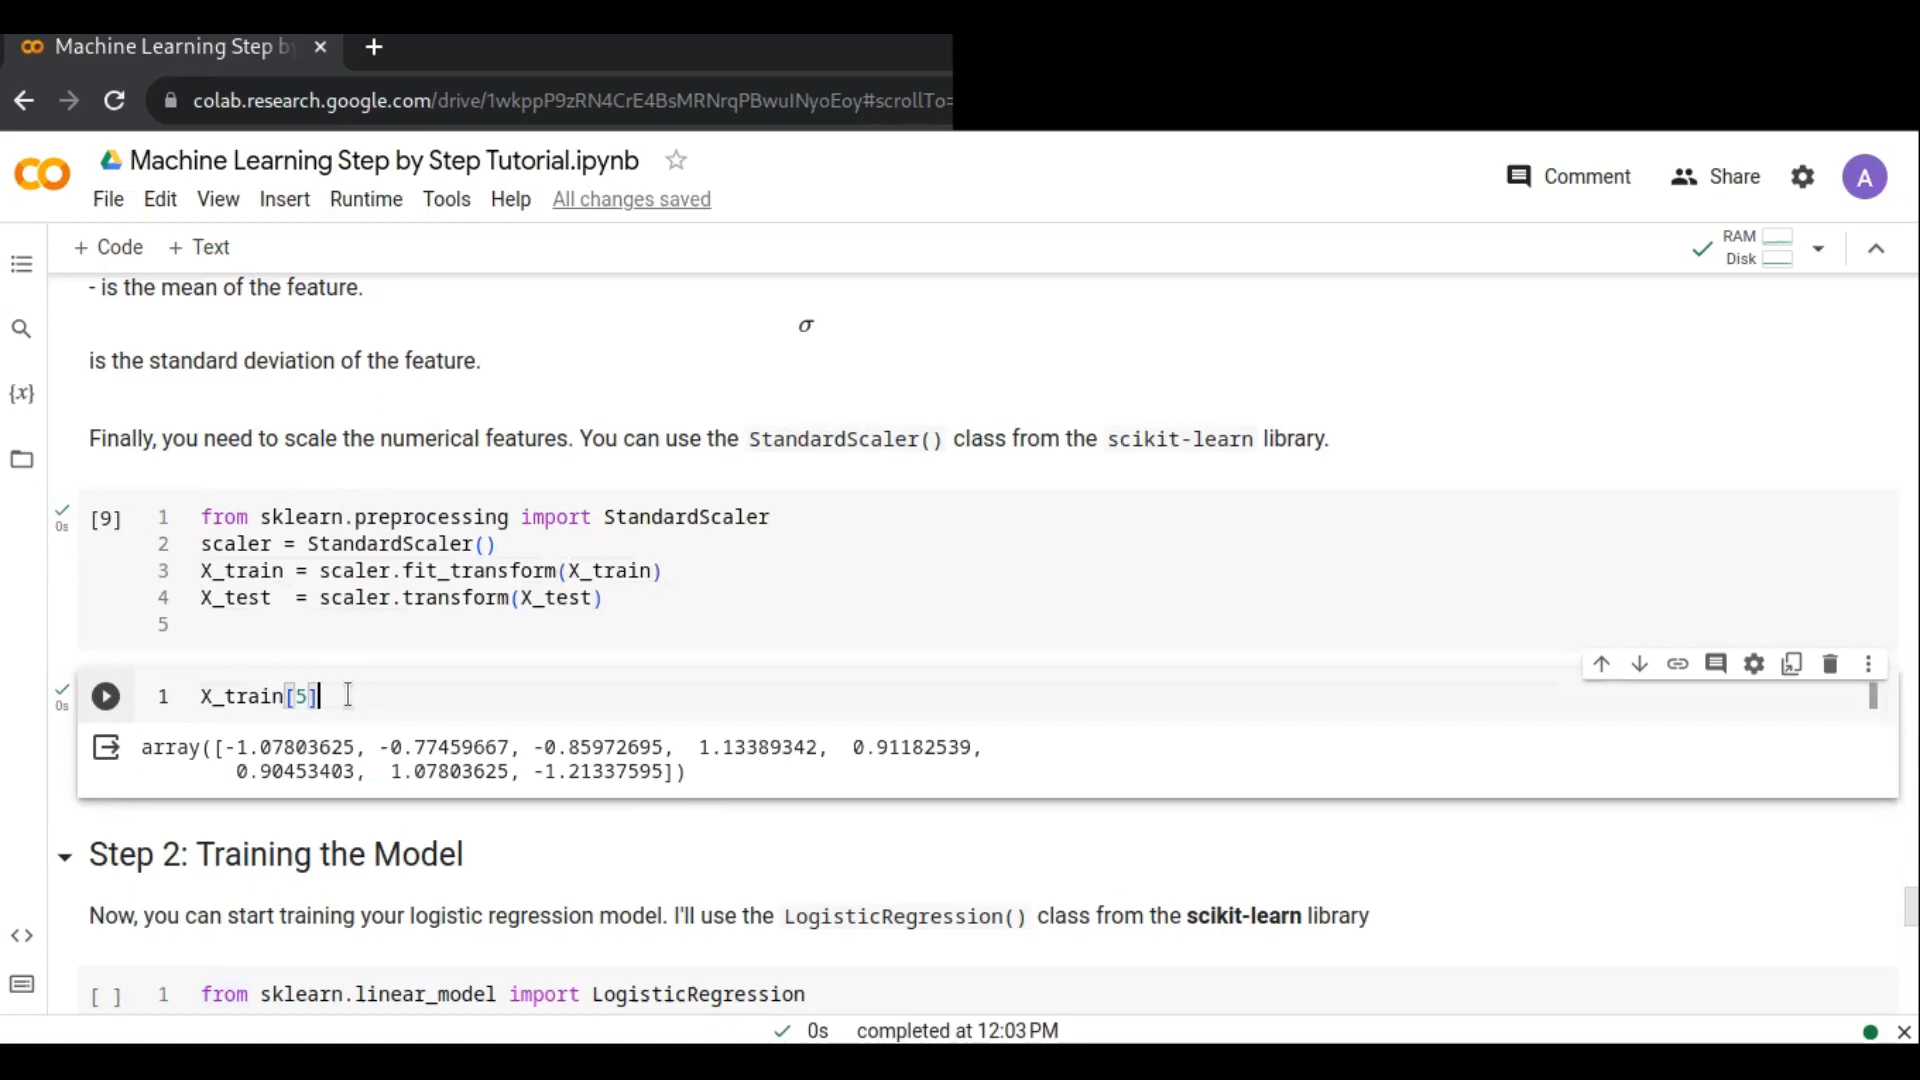 Machine Learning Step b
colab.research.google.com/drive/1wkppP9zRN4CrE4BsMRNrqPBwuINyoEoy#scrollTo=
Machine Learning Step by Step Tutorial.ipynb
Comment
Share
A
File Edit View Insert Runtime Tools Help All changes saved
+ Code + Text
RAM
Disk
- is the mean of the feature.
σ
is the standard deviation of the feature.
Finally, you need to scale the numerical features. You can use the StandardScaler() class from the scikit-learn library.
0s
[9] 1 from sklearn.preprocessing import StandardScaler
2 scaler = StandardScaler()
3 X_train = scaler.fit_transform(X_train)
4 X_test  = scaler.transform(X_test)
5
0s
1 X_train[5]
array([-1.07803625, -0.77459667, -0.85972695,  1.13389342,  0.91182539,
0.90453403,  1.07803625, -1.21337595])
Step 2: Training the Model
Now, you can start training your logistic regression model. I'll use the LogisticRegression() class from the scikit-learn library
[ ] 1 from sklearn.linear_model import LogisticRegression
0s completed at 12:03 PM